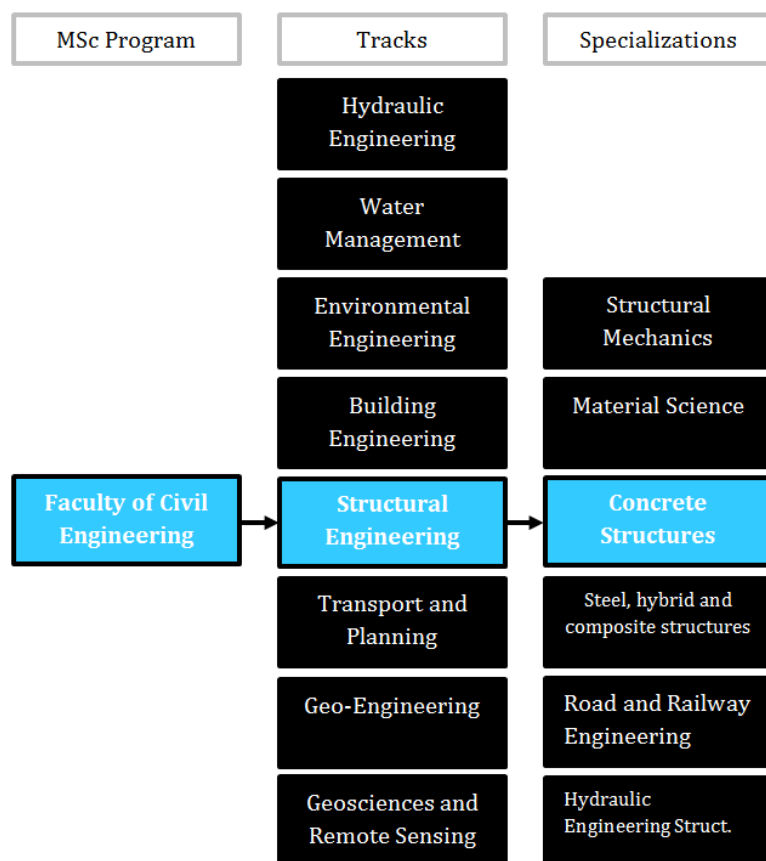 MSc Program
Tracks
Specializations
Hydraulic
Engineering
Water
Management
Environmental
Engineering
Structural
Mechanics
Building
Engineering
Material Science
Faculty of Civil
Engineering
Structural
Engineering
Concrete
Structures
Transport and
Planning
Steel, hybrid and
composite structures
Geo-Engineering
Road and Railway
Engineering
Geosciences and
Remote Sensing
Hydraulic
Engineering Struct.